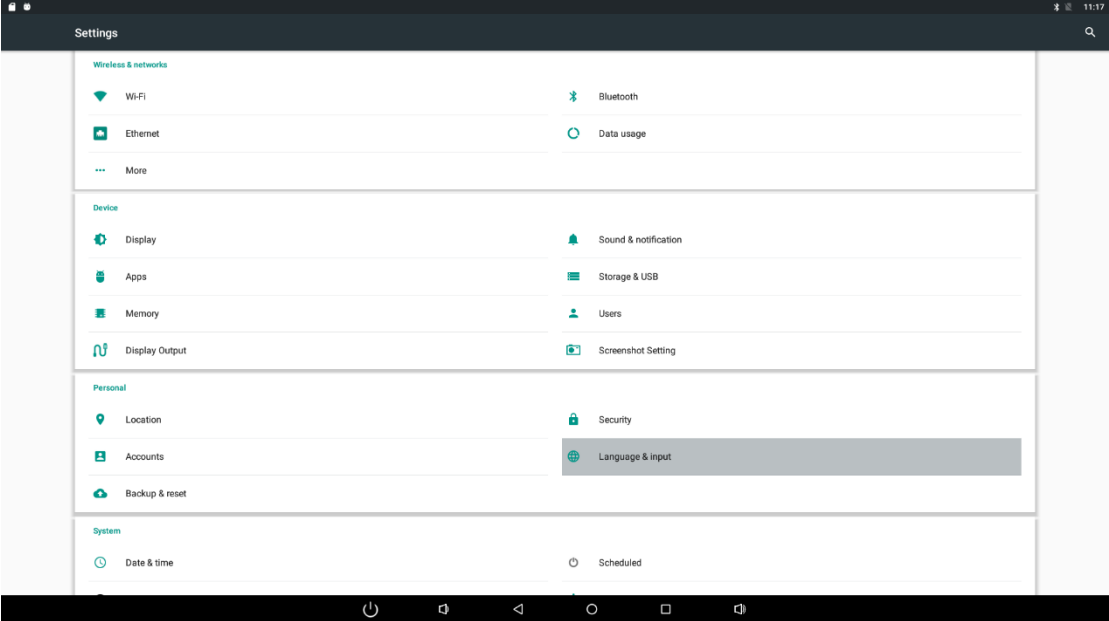 11:17
Settings
Wireless & networks
Wi-Fi
Bluetooth
Ethernet
Data usage
More
Device
Display
Sound & notification
Apps
Storage & USB
Memory
Users
Display Output
Screenshot Setting
Personal
Location
Security
Accounts
Language & input
Backup & reset
System
Date & time
Scheduled